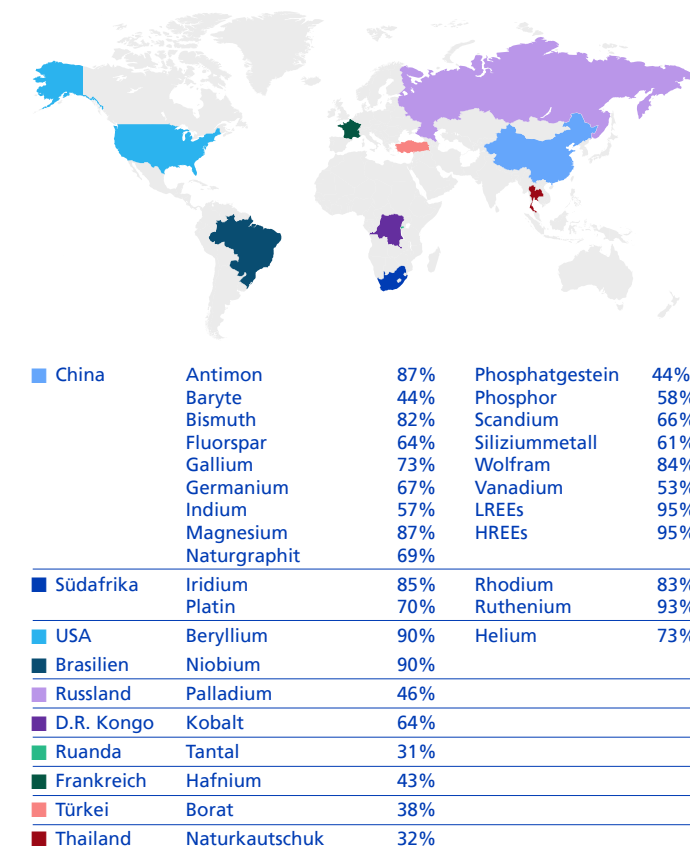 China Antimon 87% Phosphatgestein 44%
Baryte 44% Phosphor 58%
Bismuth 82% Scandium 66%
Fluorspar 64% Siliziummetall 61%
Gallium 73% Wolfram 84%
Germanium 67% Vanadium 53%
Indium 57% LREEs 95%
Magnesium 87% HREEs 95%
Naturgraphit 69%
Südafrika Iridium 85% Rhodium 83%
Platin 70% Ruthenium 93%
USA Beryllium 90% Helium 73%
Brasilien Niobium 90%
Russland Palladium 46%
D.R. Kongo Kobalt 64%
Ruanda Tantal 31%
Frankreich Hafnium 43%
Türkei Borat 38%
Thailand Naturkautschuk 32%